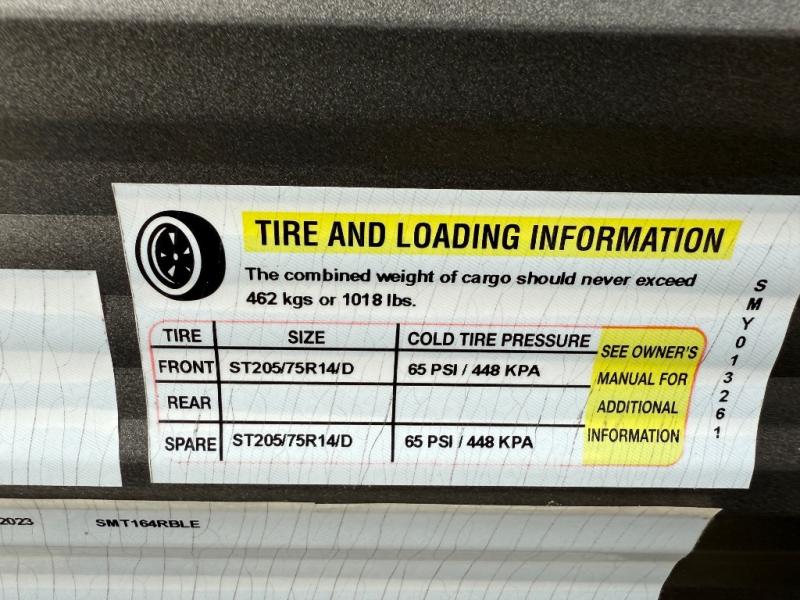 TIRE AND LOADING INFORMATION
The combined weight of cargo should never exceed
462 kgs or 1018 lbs.
TIRE SIZE COLD TIRE PRESSURE
FRONT ST205/75R14/D 65 PSI / 448 KPA
REAR
SPARE ST205/75R14/D 65 PSI / 448 KPA
SEE OWNER'S
MANUAL FOR
ADDITIONAL
INFORMATION
SMY013261
2023 SMT164RBLE